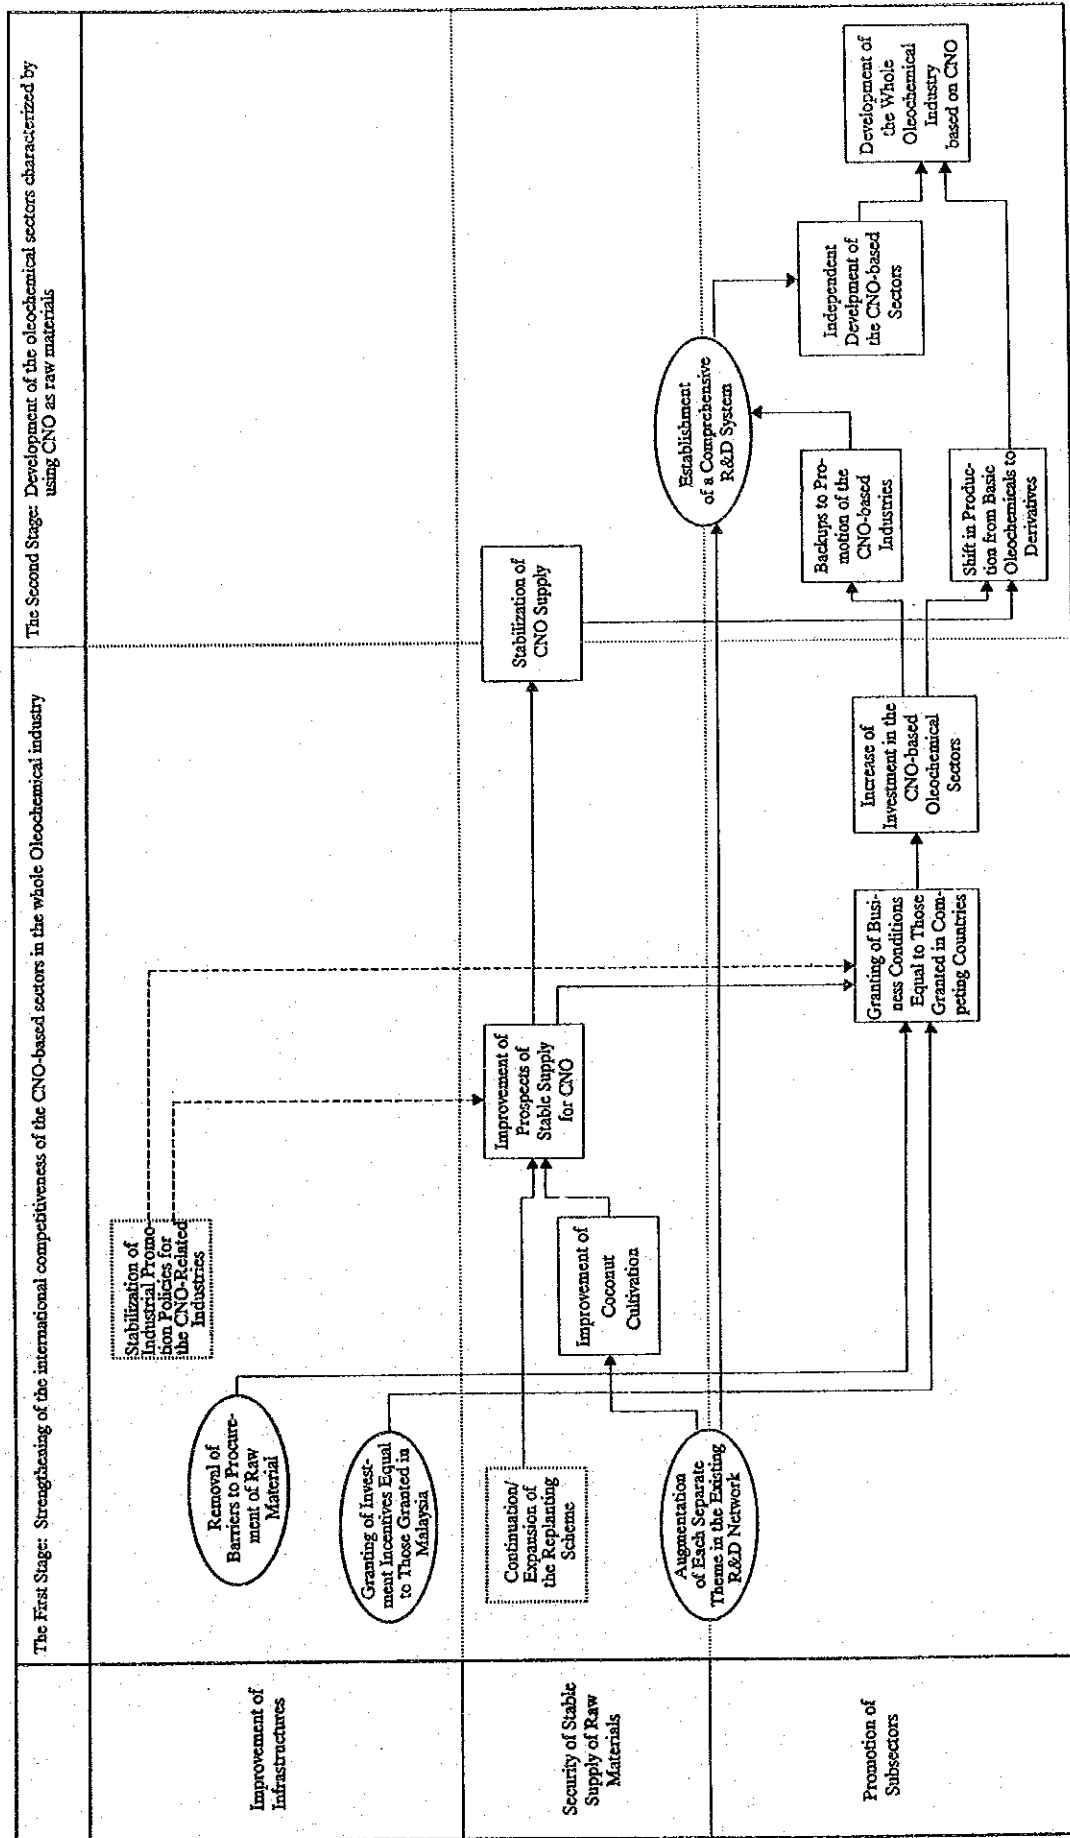 The First Stage: Strengthening of the international competitiveness of the CNO-based sectors in the whole Oleochemical industry
The Second Stage: Development of the oleochemical sectors characterized by
using CNO as raw materials
Improvement of
Infrastructures
Removal of
Barriers to Procure-
ment of Raw
Material
Granting of Invest-
ment Incentives Equal
to Those Granted in
Malaysia
Stabilization of
Industrial Promo-
tion Policies for
the CNO-Related
Industries
Security of Stable
Supply of Raw
Materials
Continuation/
Expansion of
the Replanting
Scheme
Improvement of
Coconut
Cultivation
Improvement of
Prospects of
Stable Supply
for CNO
Stabilization of
CNO Supply
Augmentation
of Each Separate
Theme in the Existing
R&D Network
Establishment
of a Comprehensive
R&D System
Promotion of
Subsectors
Granting of Busi-
ness Conditions
Equal to Those
Granted in Com-
peting Countries
Increase of
Investment in the
CNO-based
Oleochemical
Sectors
Backups to Pro-
motion of the
CNO-based
Industries
Shift in Produc-
tion from Basic
Oleochemicals to
Derivatives
Independent
Develpment of
the CNO-based
Sectors
Development of
the Whole
Oleochemical
Industry
based on CNO